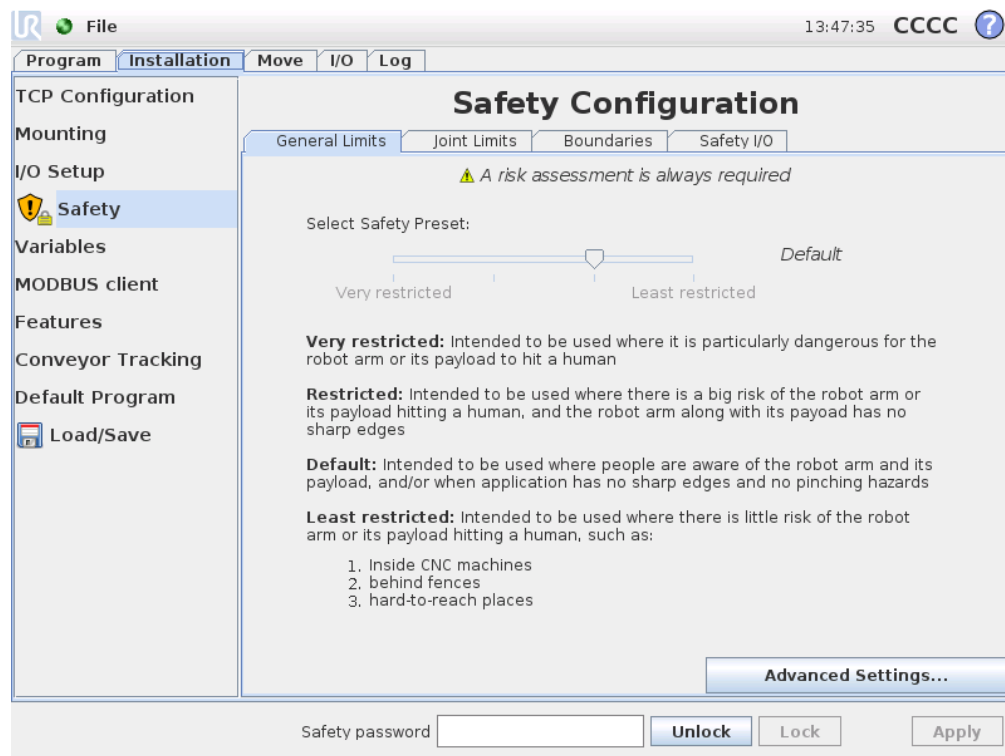 UR File 13:47:35 CCCC ?
Program Installation Move I/O Log
TCP Configuration
Mounting
I/O Setup
Safety
Variables
MODBUS client
Features
Conveyor Tracking
Default Program
Load/Save
Safety Configuration
General Limits Joint Limits Boundaries Safety I/O
A risk assessment is always required
Select Safety Preset:
Default
Very restricted Least restricted
Very restricted: Intended to be used where it is particularly dangerous for the
robot arm or its payload to hit a human
Restricted: Intended to be used where there is a big risk of the robot arm or
its payload hitting a human, and the robot arm along with its payoad has no
sharp edges
Default: Intended to be used where people are aware of the robot arm and its
payload, and/or when application has no sharp edges and no pinching hazards
Least restricted: Intended to be used where there is little risk of the robot
arm or its payload hitting a human, such as:
1. Inside CNC machines
2. behind fences
3. hard-to-reach places
Advanced Settings...
Safety password Unlock Lock Apply